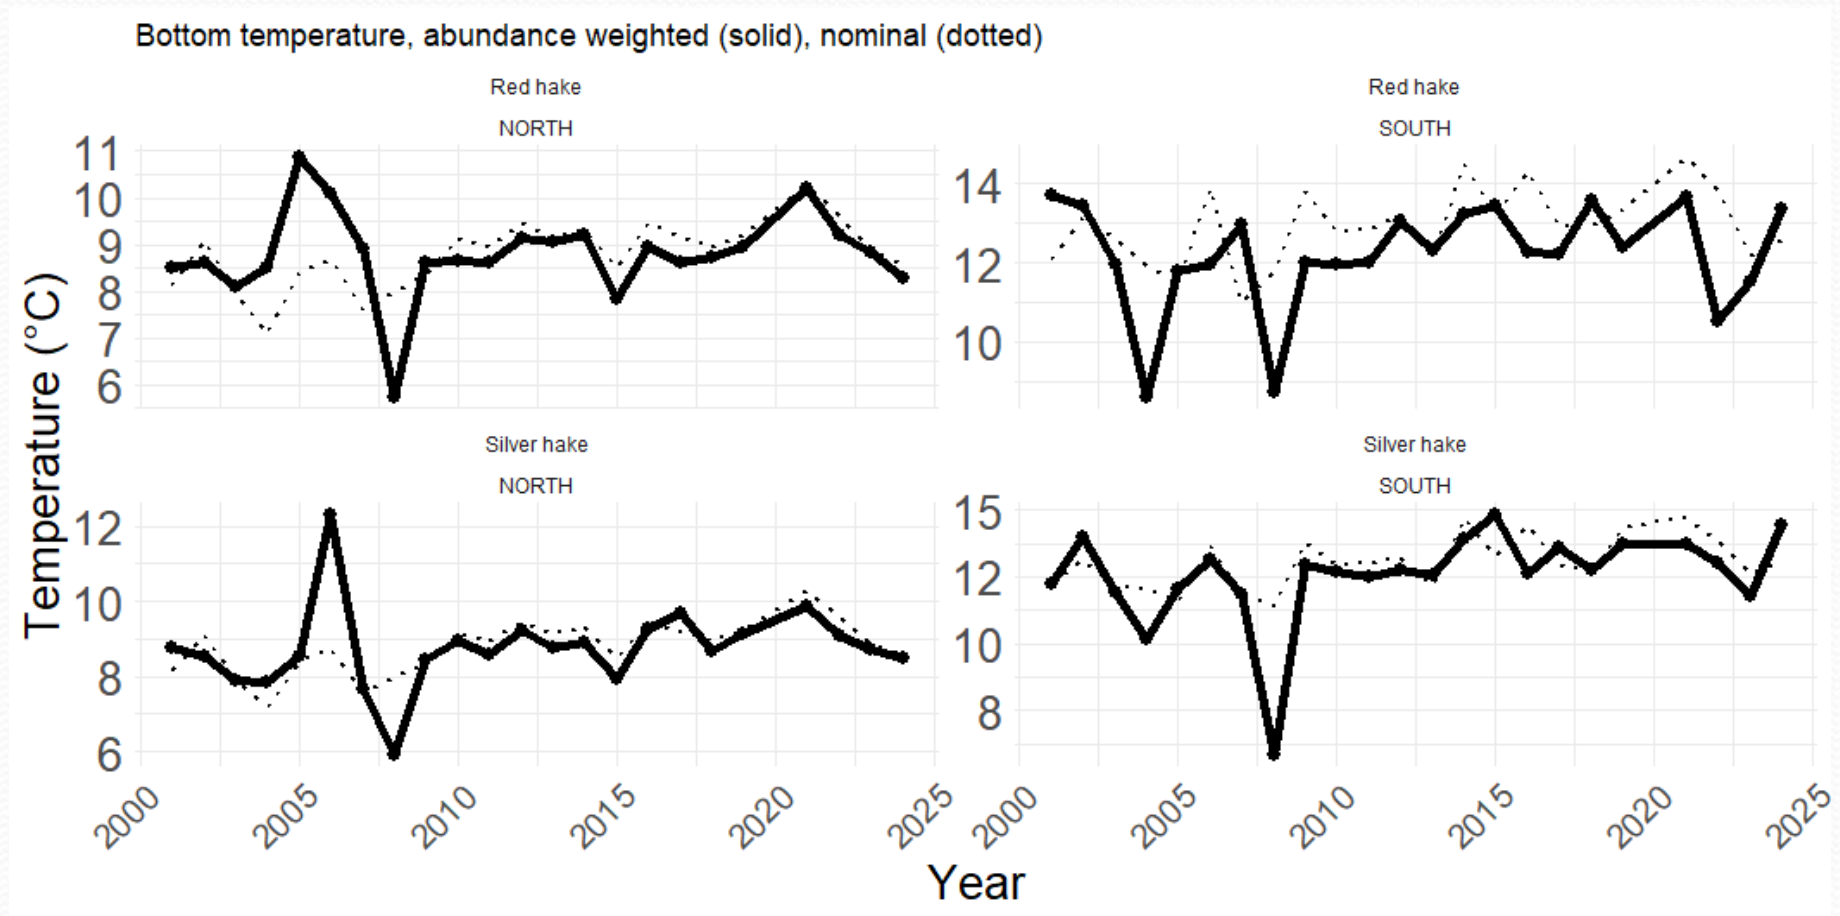 Bottom temperature, abundance weighted (solid), nominal (dotted)
Red hake
NORTH
11
10
9
8
7
6
Red hake
SOUTH
14
12
10
Temperature (°C)
Silver hake
NORTH
12
10
8
6
2000
2005
2010
2015
2020
2025
Silver hake
SOUTH
15
12
10
8
2000
2005
2010
2015
2020
2025
Year